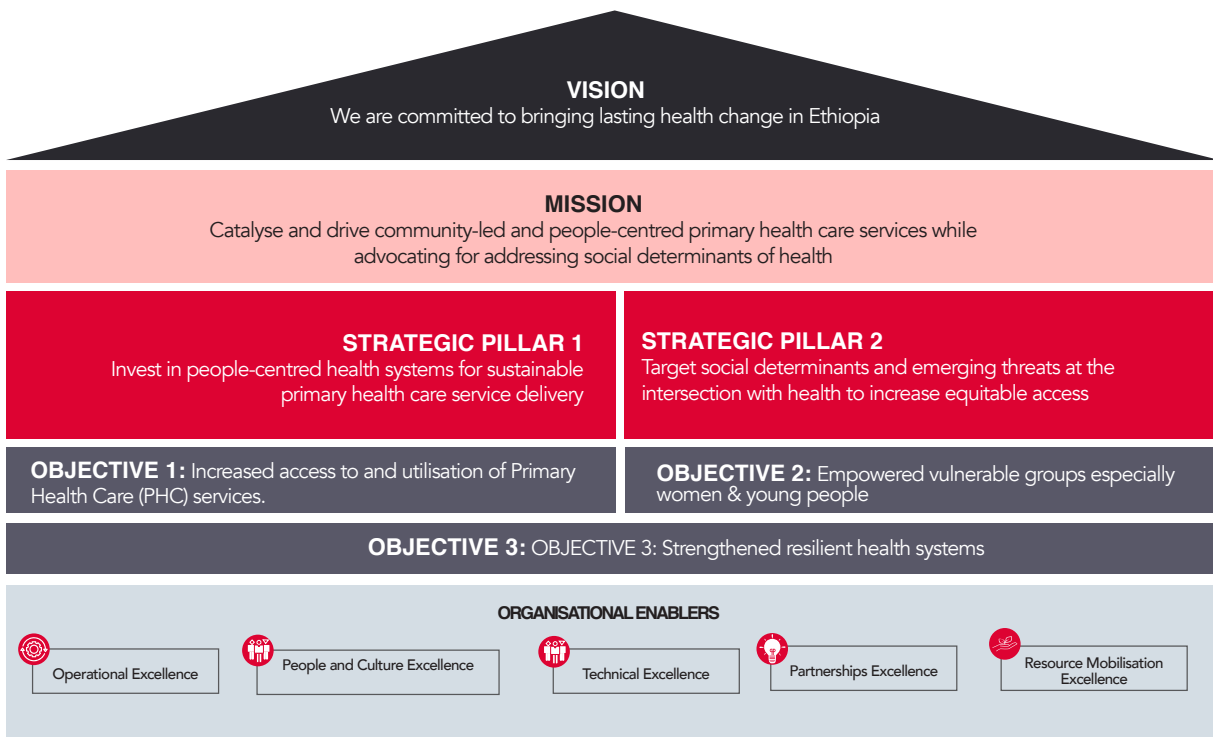 VISION
We are committed to bringing lasting health change in Ethiopia
MISSION
Catalyse and drive community-led and people-centred primary health care services while
advocating for addressing social determinants of health
STRATEGIC PILLAR 1
Invest in people-centred health systems for sustainable
primary health care service delivery
STRATEGIC PILLAR 2
Target social determinants and emerging threats at the
intersection with health to increase equitable access
OBJECTIVE 1: Increased access to and utilisation of Primary
Health Care (PHC) services.
OBJECTIVE 2: Empowered vulnerable groups especially
women & young people
OBJECTIVE 3: OBJECTIVE 3: Strengthened resilient health systems
ORGANISATIONAL ENABLERS
Operational Excellence
People and Culture Excellence
Technical Excellence
Partnerships Excellence
Resource Mobilisation
Excellence